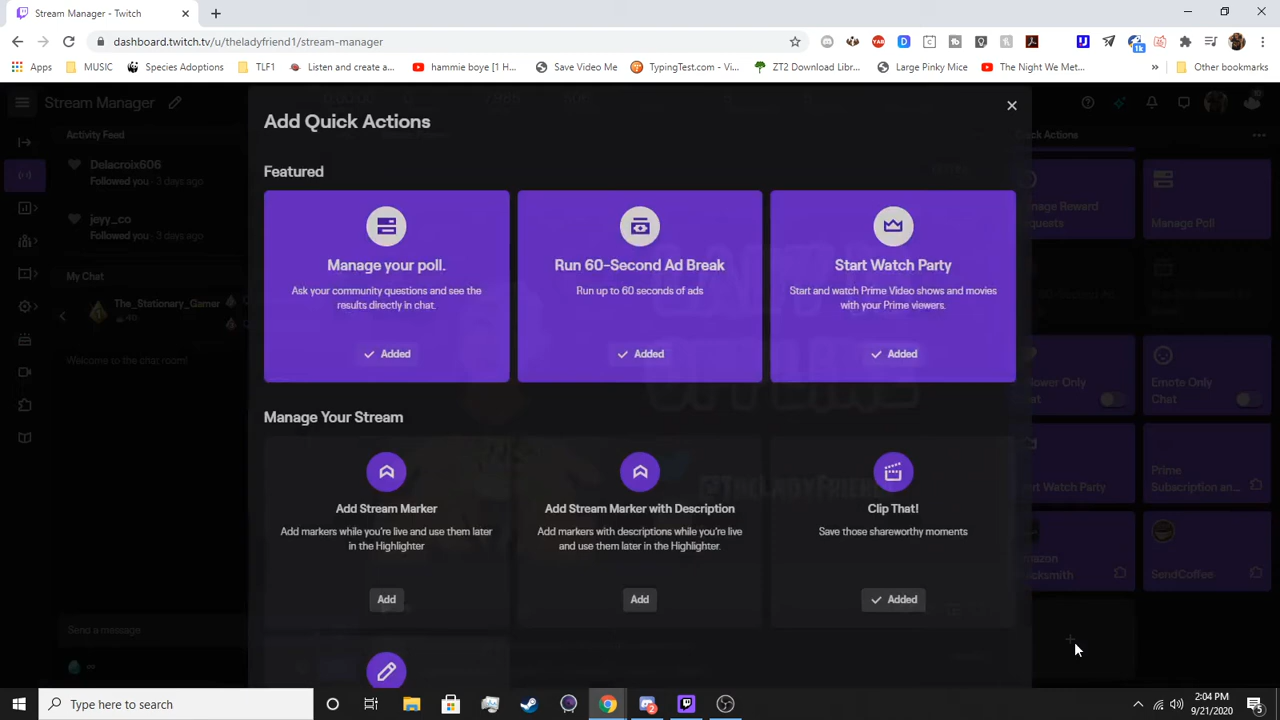 Stream Manager - Twitch
dashboard.twitch.tv/u/theladyfriend1/stream-manager
1k
Apps
MUSIC
Species Adoptions
TLF1
Listen and create a...
hammie boye [1 H...
Save Video Me
TypingTest.com - Vi...
ZT2 Download Libr...
Large Pinky Mice
The Night We Met...
»
Other bookmarks
Stream Manager
Activity Feed
Delacroix606
Followed you · 3 days ago
jeyy_co
Followed you · 3 days ago
My Chat
The_Stationary_Gamer
40
Welcome to the chat room!
Send a message
Add Quick Actions
Featured
Manage your poll.
Ask your community questions and see the
results directly in chat.
Added
Run 60-Second Ad Break
Run up to 60 seconds of ads
Added
Start Watch Party
Start and watch Prime Video shows and movies
with your Prime viewers.
Added
Manage Your Stream
Add Stream Marker
Add markers while you're live and use them later
in the Highlighter
Add
Add Stream Marker with Description
Add markers with descriptions while you're live
and use them later in the Highlighter.
Add
Clip That!
Save those shareworthy moments
Added
OFFLINE
Quick Actions
Manage Poll
Emote Only
Chat
Watch Party
Prime
Subscription an...
SendCoffee
Type here to search
2:04 PM
9/21/2020